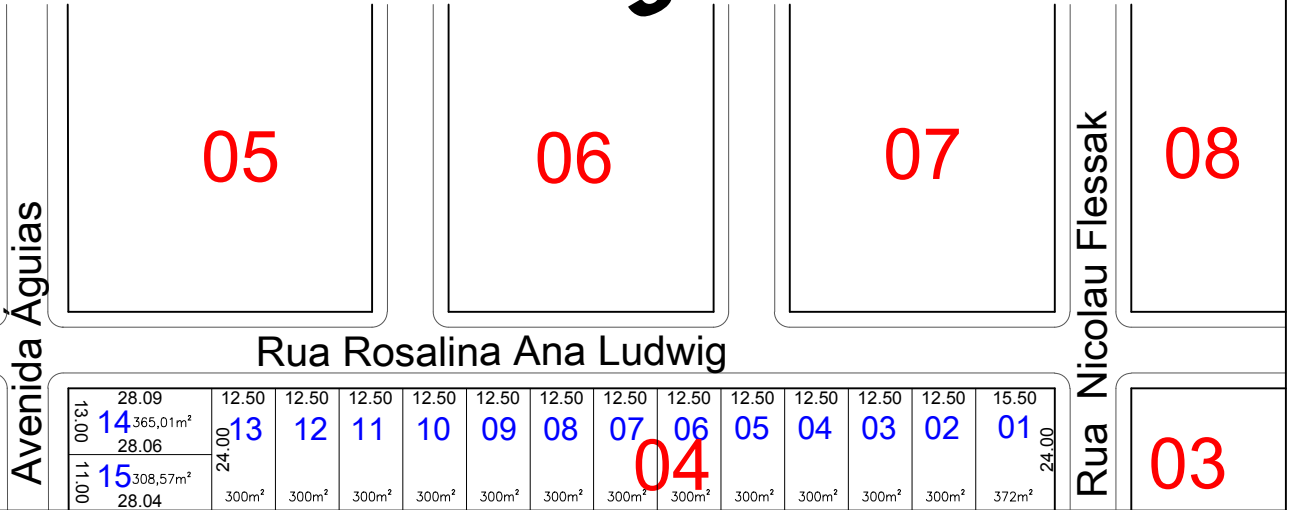 05
06
07
08
Avenida Águias
Rua Nicolau Flessak
Rua Rosalina Ana Ludwig
28.09
12.50
12.50
12.50
12.50
12.50
12.50
12.50
12.50
12.50
12.50
12.50
12.50
15.50
13.00
14 365,01m²
28.06
24.00
13
12
11
10
09
08
07
06
05
04
03
02
01
24.00
04
03
11.00
15 308,57m²
28.04
300m²
300m²
300m²
300m²
300m²
300m²
300m²
300m²
300m²
300m²
300m²
300m²
372m²